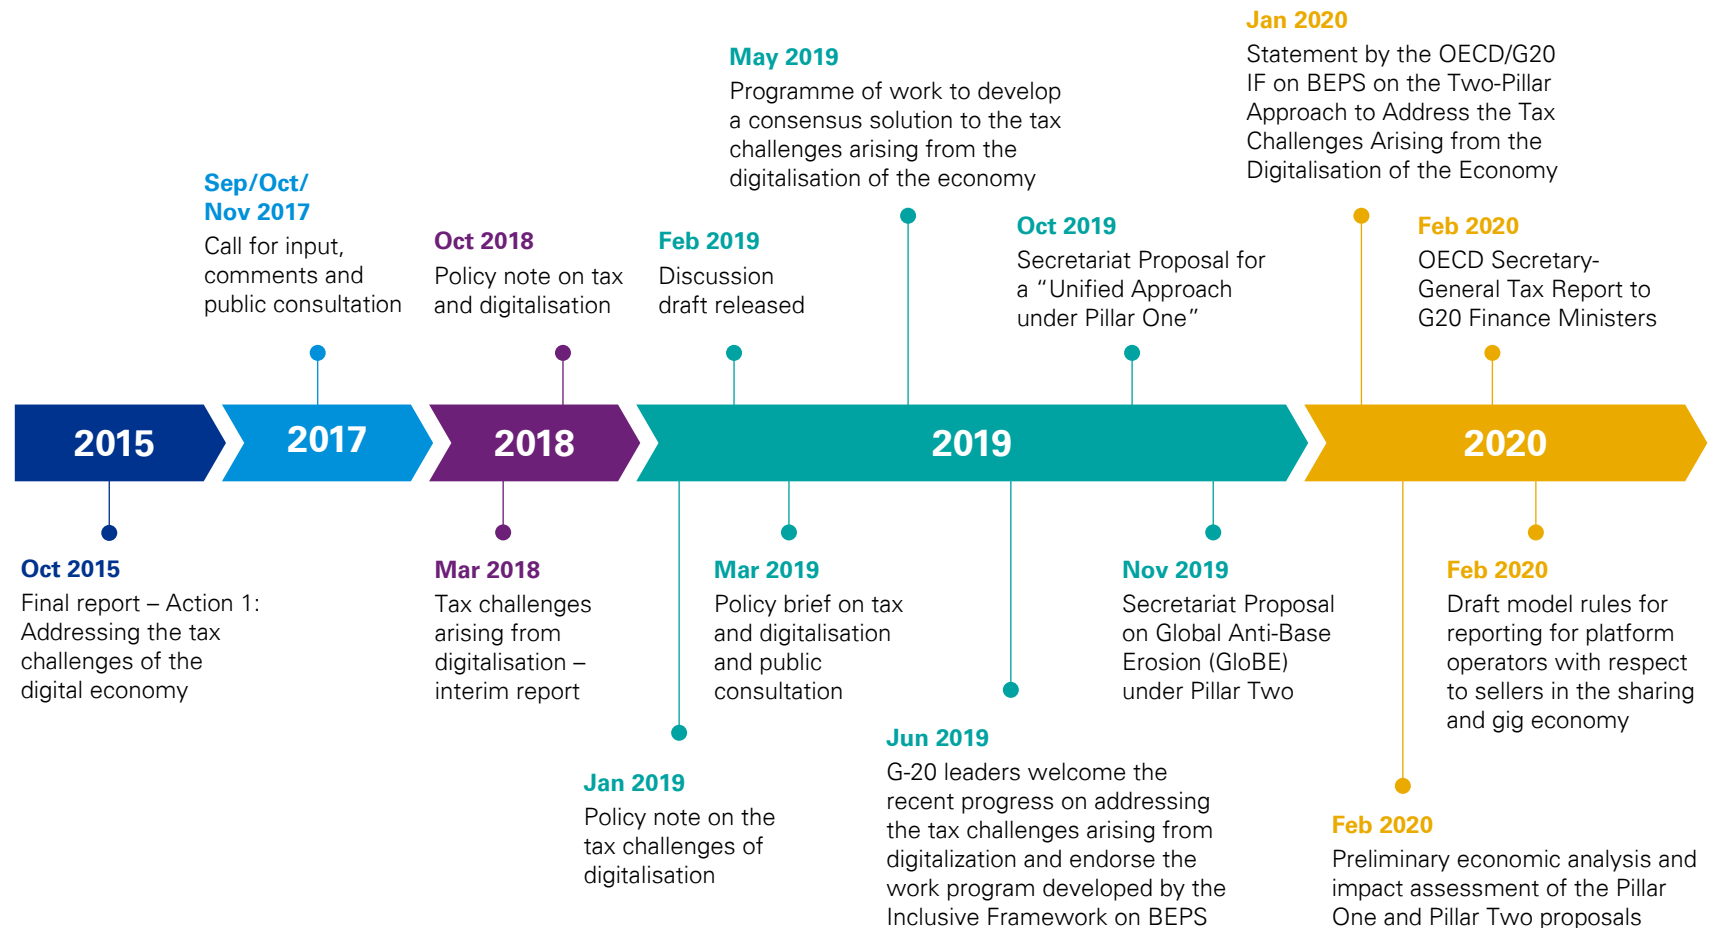 Jan 2020
Statement by the OECD/G20
IF on BEPS on the Two-Pillar
Approach to Address the Tax
Challenges Arising from the
Digitalisation of the Economy
May 2019
Programme of work to develop
a consensus solution to the tax
challenges arising from the
digitalisation of the economy
Sep/Oct/
Nov 2017
Call for input,
comments and
public consultation
Oct 2018
Policy note on tax
and digitalisation
Feb 2019
Discussion
draft released
Oct 2019
Secretariat Proposal for
a “Unified Approach
under Pillar One”
Feb 2020
OECD Secretary-
General Tax Report to
G20 Finance Ministers
2015
2017
2018
2019
2020
Oct 2015
Final report – Action 1:
Addressing the tax
challenges of the
digital economy
Mar 2018
Tax challenges
arising from
digitalisation –
interim report
Mar 2019
Policy brief on tax
and digitalisation
and public
consultation
Nov 2019
Secretariat Proposal
on Global Anti-Base
Erosion (GloBE)
under Pillar Two
Feb 2020
Draft model rules for
reporting for platform
operators with respect
to sellers in the sharing
and gig economy
Jan 2019
Policy note on the
tax challenges of
digitalisation
Jun 2019
G-20 leaders welcome the
recent progress on addressing
the tax challenges arising from
digitalization and endorse the
work program developed by the
Inclusive Framework on BEPS
Feb 2020
Preliminary economic analysis and
impact assessment of the Pillar
One and Pillar Two proposals